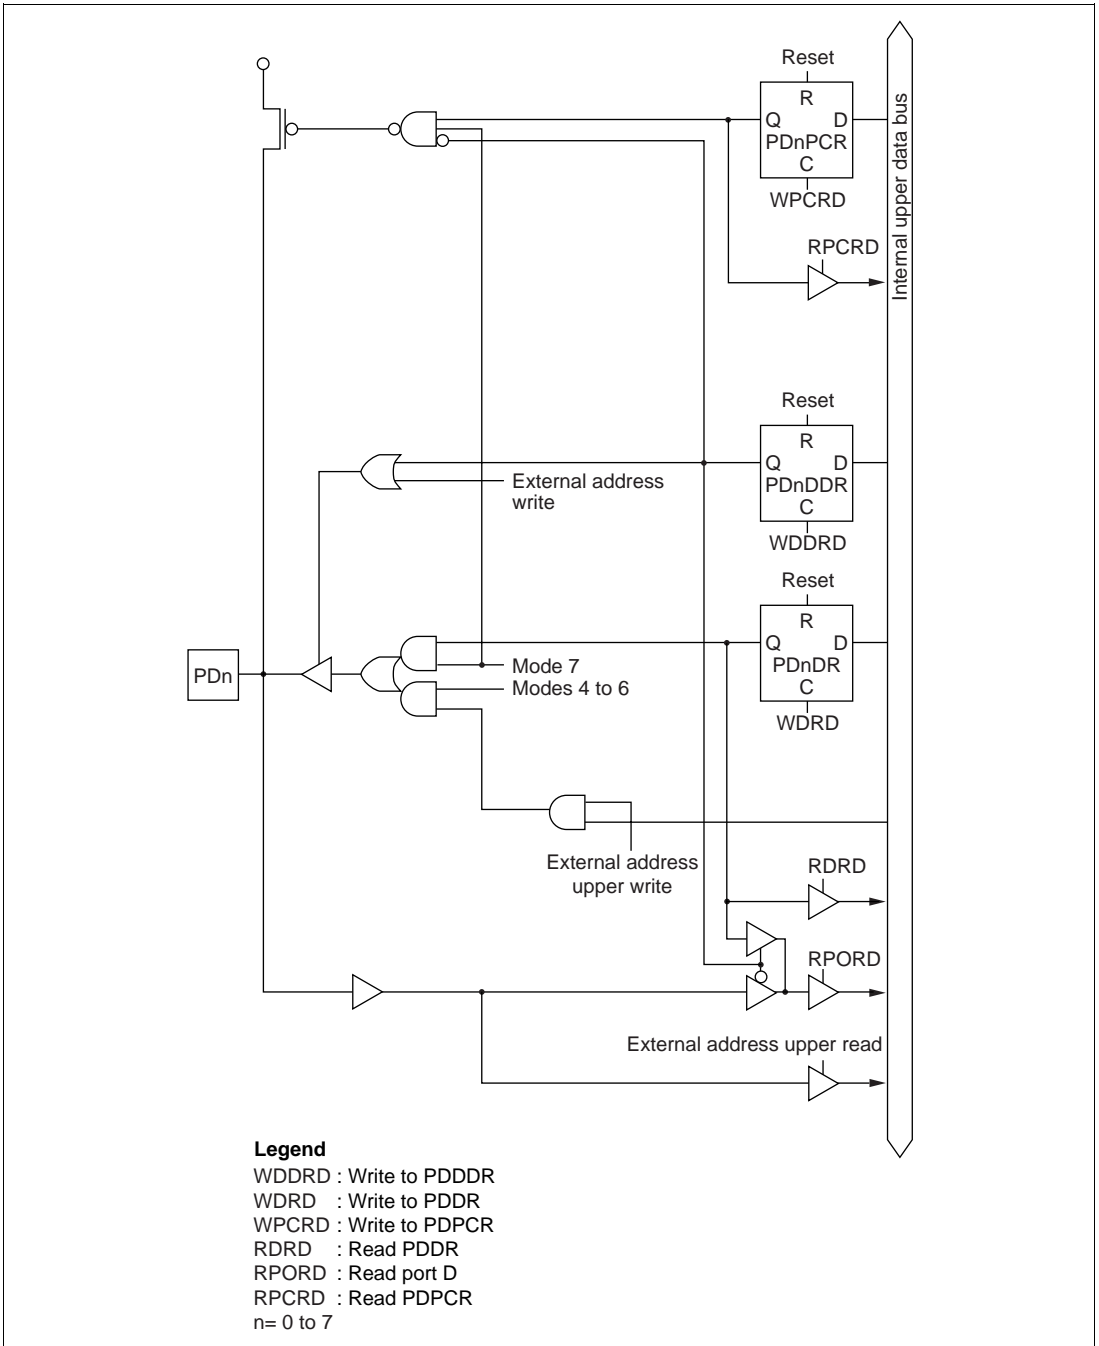 Reset
R
Q D
PDnPCR
C
WPCRD
RPCRD
Internal upper data bus
Reset
R
Q D
PDnDDR
C
WDDRD
External address
write
Reset
R
Q D
PDnDR
C
WDRD
PDn
Mode 7
Modes 4 to 6
External address
upper write
RDRD
RPORD
External address upper read
Legend
WDDRD : Write to PDDDR
WDRD : Write to PDDR
WPCRD : Write to PDPCR
RDRD : Read PDDR
RPORD : Read port D
RPCRD : Read PDPCR
n= 0 to 7